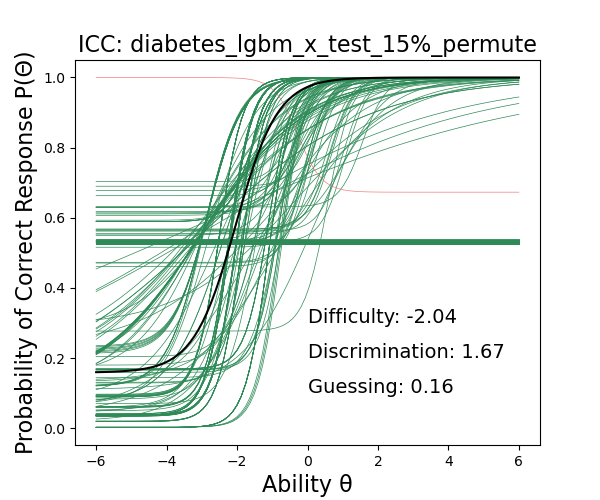 ICC: diabetes_lgbm_x_test_15%_permute
Probability of Correct Response P(Θ)
1.0
0.8
0.6
0.4
0.2
0.0
Difficulty: -2.04
Discrimination: 1.67
Guessing: 0.16
−6 −4 −2 0 2 4 6
Ability θ